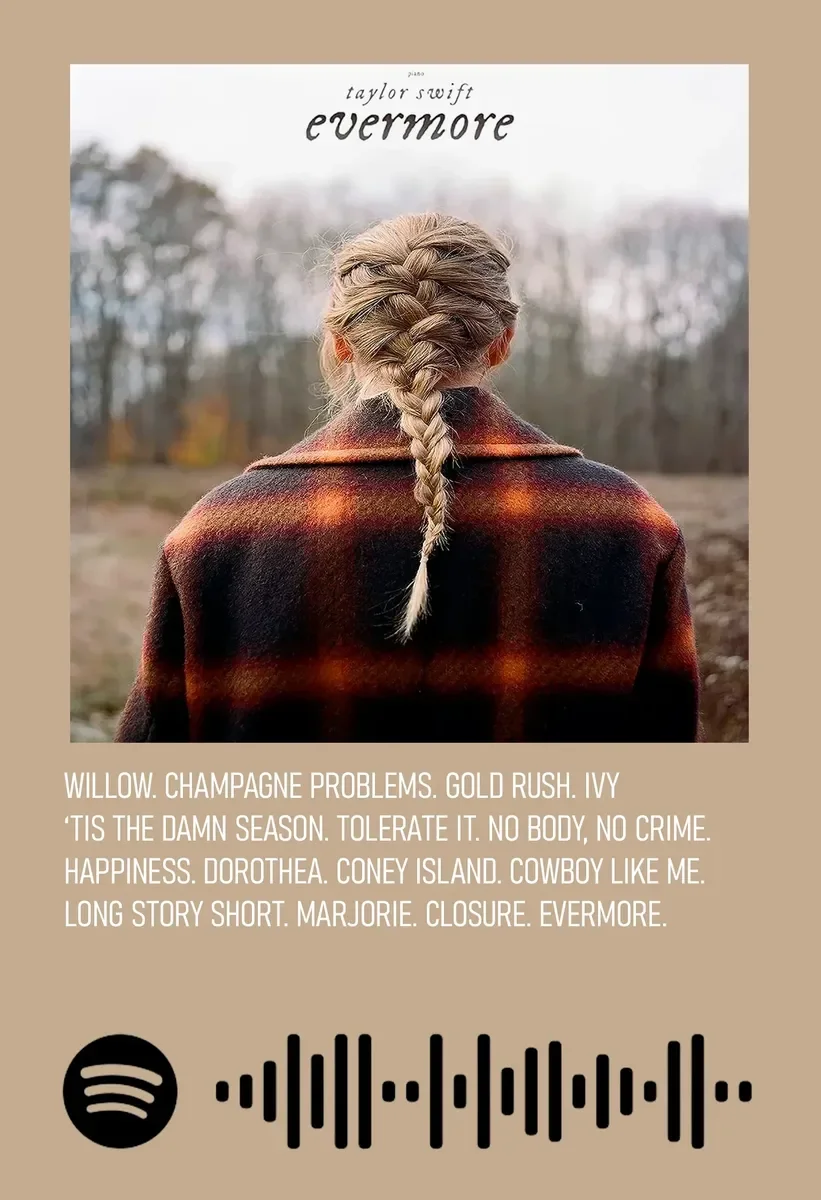 piano
taylor swift
evermore
WILLOW. CHAMPAGNE PROBLEMS. GOLD RUSH. IVY
‘TIS THE DAMN SEASON. TOLERATE IT. NO BODY, NO CRIME.
HAPPINESS. DOROTHEA. CONEY ISLAND. COWBOY LIKE ME.
LONG STORY SHORT. MARJORIE. CLOSURE. EVERMORE.